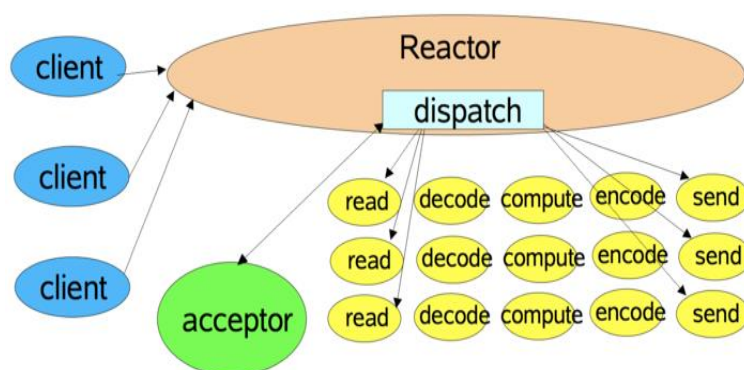 Reactor
client
dispatch
client
read decode compute encode send
read decode compute encode send
client
acceptor
read decode compute encode send